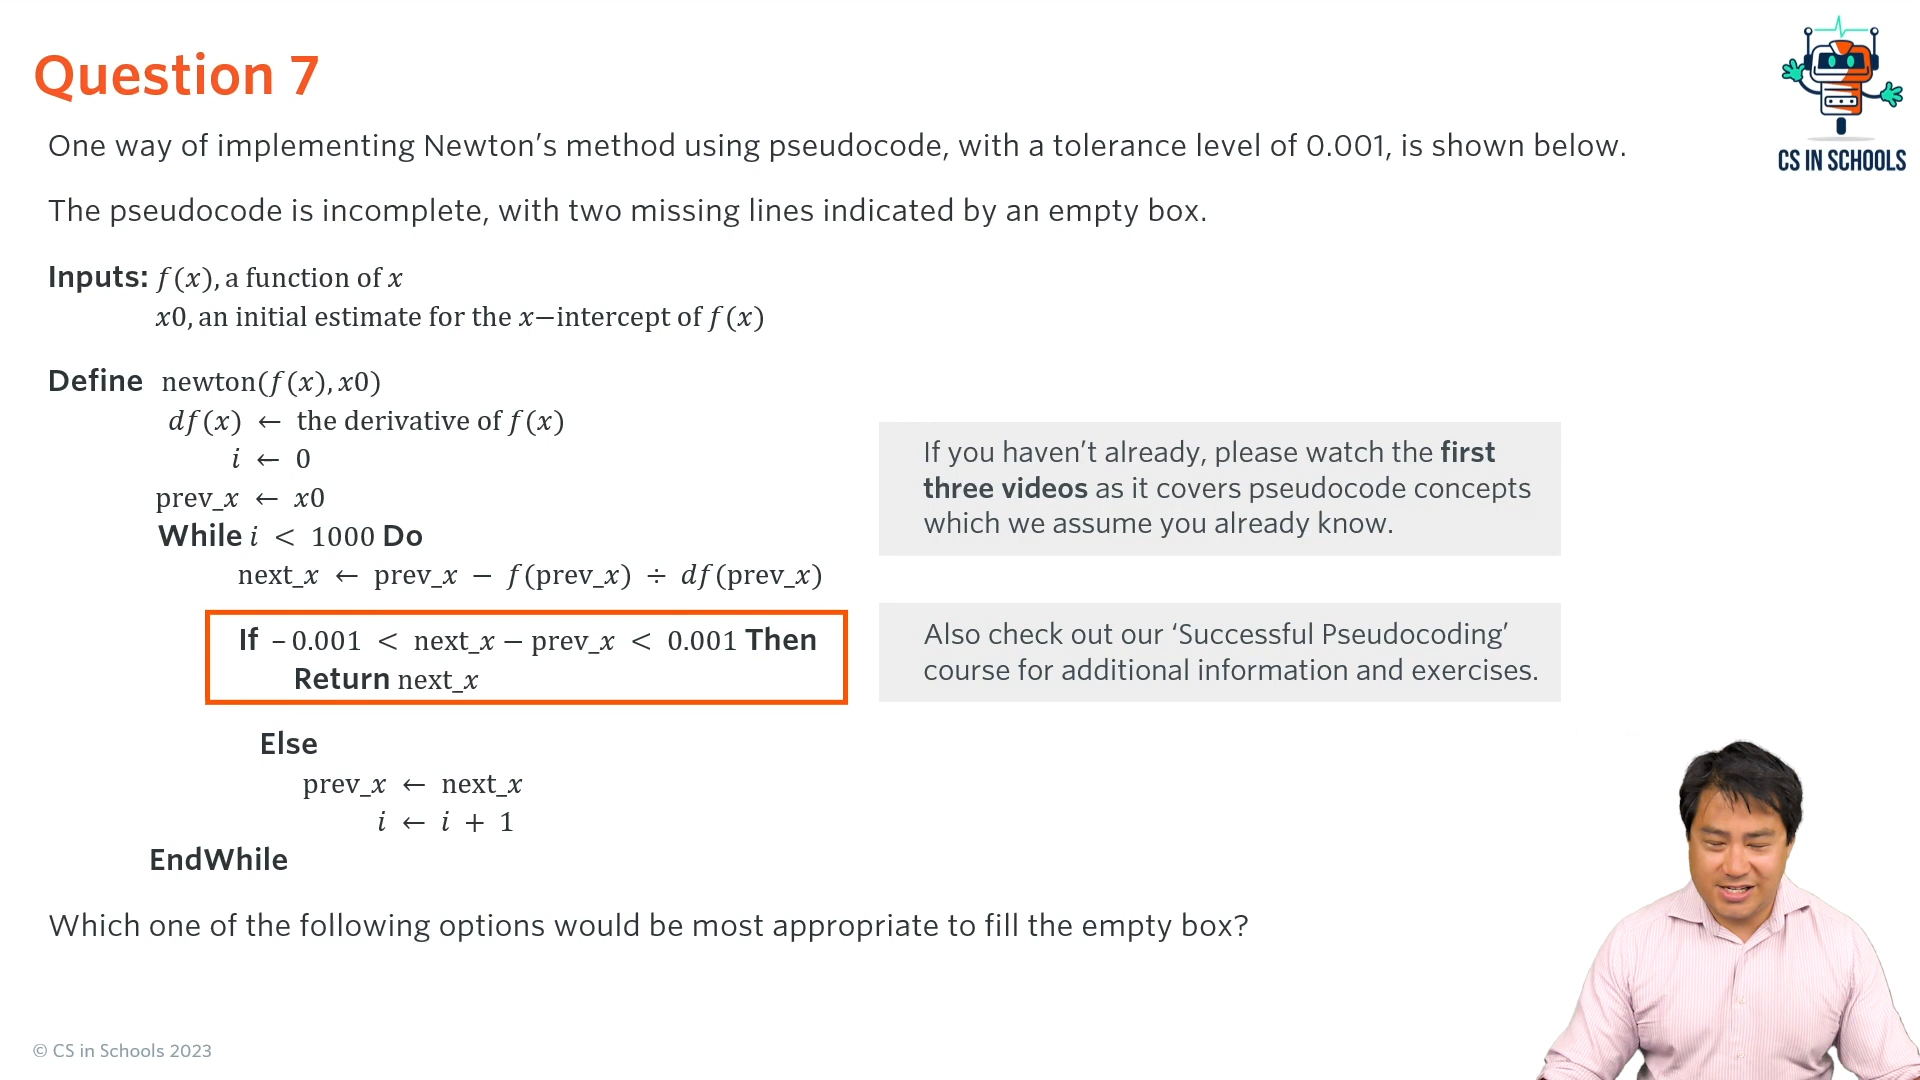 Question 7
CS IN SCHOOLS
One way of implementing Newton’s method using pseudocode, with a tolerance level of 0.001, is shown below.
The pseudocode is incomplete, with two missing lines indicated by an empty box.
Inputs: f(x), a function of x
x0, an initial estimate for the x−intercept of f(x)
Define newton(f(x), x0)
df(x) ← the derivative of f(x)
i ← 0
prev_x ← x0
While i < 1000 Do
next_x ← prev_x − f(prev_x) ÷ df(prev_x)
If −0.001 < next_x − prev_x < 0.001 Then
Return next_x
Else
prev_x ← next_x
i ← i + 1
EndWhile
If you haven’t already, please watch the first
three videos as it covers pseudocode concepts
which we assume you already know.
Also check out our ‘Successful Pseudocoding’
course for additional information and exercises.
Which one of the following options would be most appropriate to fill the empty box?
© CS in Schools 2023